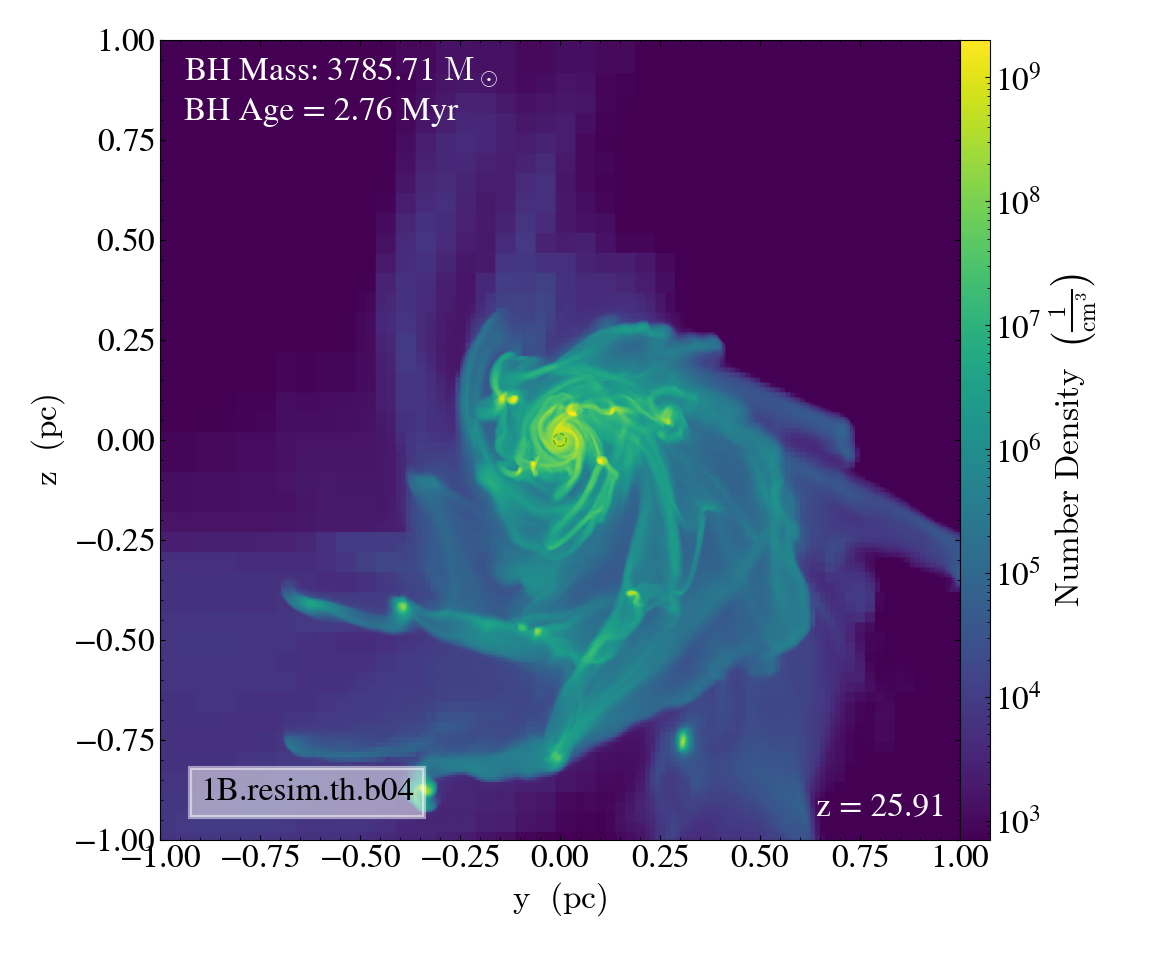 BH Mass: 3785.71 M⊙
BH Age = 2.76 Myr
1B.resim.th.b04
z = 25.91
1.00
0.75
0.50
0.25
0.00
−0.25
−0.50
−0.75
−1.00
z (pc)
−1.00 −0.75 −0.50 −0.25 0.00 0.25 0.50 0.75 1.00
y (pc)
10⁹
10⁸
10⁷
10⁶
10⁵
10⁴
10³
Number Density (1/cm³)